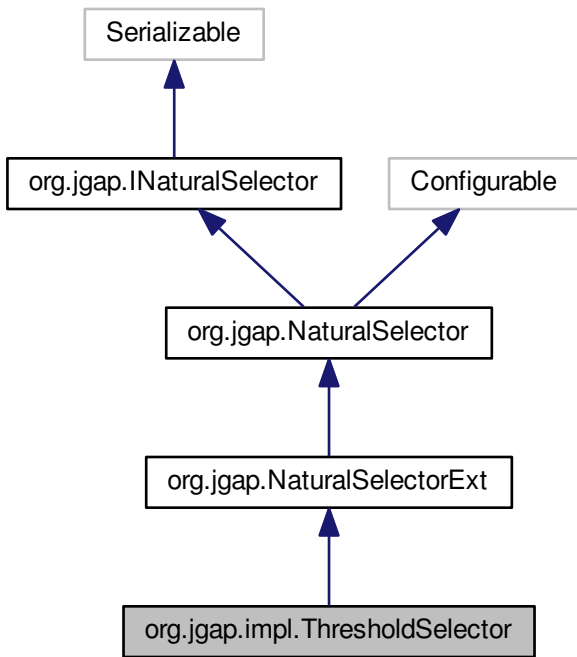 Serializable
org.jgap.INaturalSelector
Configurable
org.jgap.NaturalSelector
org.jgap.NaturalSelectorExt
org.jgap.impl.ThresholdSelector